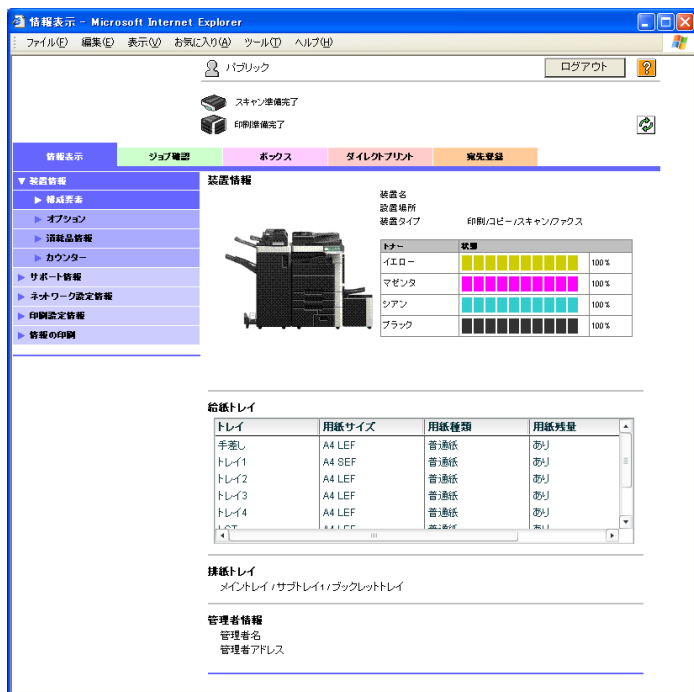 情報表示 - Microsoft Internet Explorer
ファイル(F) 編集(E) 表示(V) お気に入り(A) ツール(T) ヘルプ(H)
パブリック
ログアウト
?
スキャン準備完了
印刷準備完了
情報表示 ジョブ確認 ボックス ダイレクトプリント 宛先登録
▼ 装置情報
▶ 構成要素
▶ オプション
▶ 消耗品情報
▶ カウンター
▶ サポート情報
▶ ネットワーク設定情報
▶ 印刷設定情報
▶ 情報の印刷
装置情報
装置名
設置場所
装置タイプ 印刷/コピー/スキャン/ファクス
トナー 状態
イエロー 100 %
マゼンタ 100 %
シアン 100 %
ブラック 100 %
給紙トレイ
トレイ 用紙サイズ 用紙種類 用紙残量
手差し A4 LEF 普通紙 あり
トレイ1 A4 SEF 普通紙 あり
トレイ2 A4 LEF 普通紙 あり
トレイ3 A4 LEF 普通紙 あり
トレイ4 A4 LEF 普通紙 あり
LCT A4 LEF 普通紙 あり
排紙トレイ
メイントレイ / サブトレイ1 / ブックレットトレイ
管理者情報
管理者名
管理者アドレス